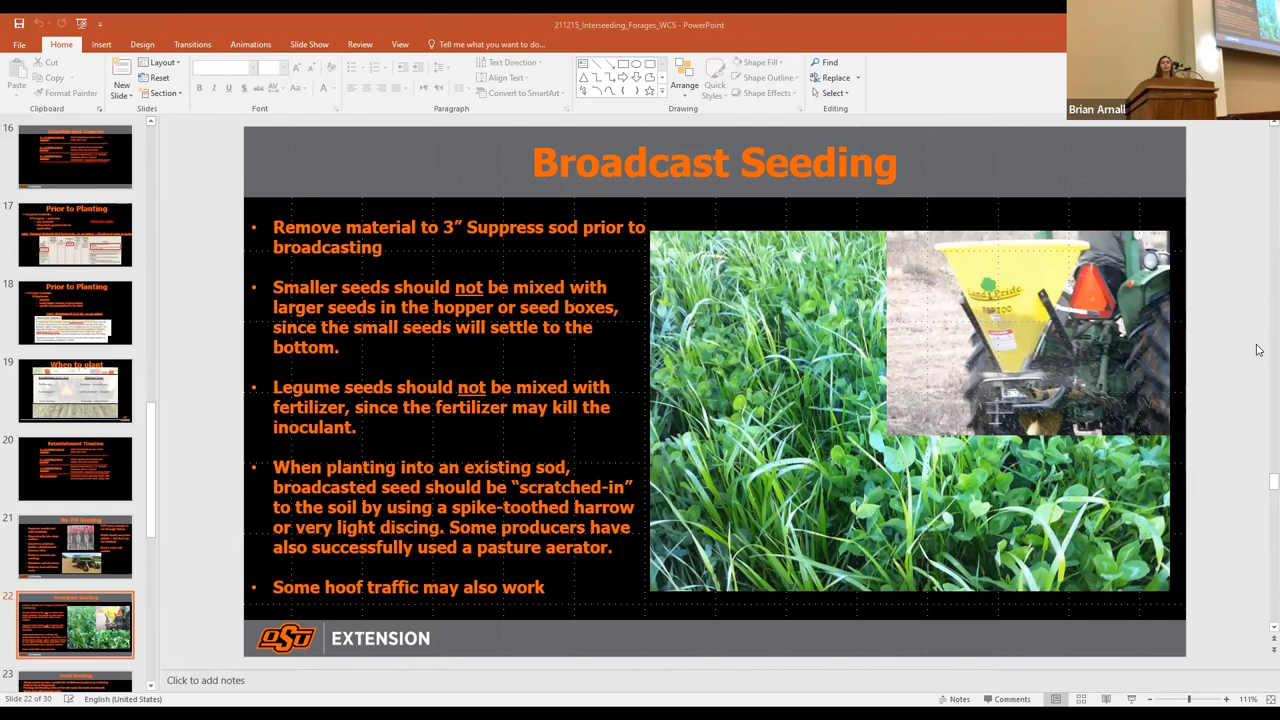 211215_Interseeding_Forages_WCS - PowerPoint
File Home Insert Design Transitions Animations Slide Show Review View Tell me what you want to do...
Cut
Copy
Format Painter
Paste
Clipboard
New
Slide
Layout
Reset
Section
Slides
Font
Text Direction
Align Text
Convert to SmartArt
Paragraph
Arrange
Quick
Styles
Shape Fill
Shape Outline
Shape Effects
Drawing
Find
Replace
Select
Editing
Brian Arnall
16
Establishment Timeline
17
Prior to Planting
18
Prior to Planting
19
When to plant
20
Establishment Timeline
21
No-Till Seeding
22
Broadcast Seeding
23
Broadcast Seeding
• Remove material to 3” Suppress sod prior to
broadcasting
• Smaller seeds should not be mixed with
larger seeds in the hopper or seed boxes,
since the small seeds will settle to the
bottom.
• Legume seeds should not be mixed with
fertilizer, since the fertilizer may kill the
inoculant.
• When planting into an existing sod,
broadcasted seed should be “scratched-in”
to the soil by using a spike-toothed harrow
or very light discing. Some producers have
also successfully used a pasture aerator.
• Some hoof traffic may also work
Land Pride
OSU EXTENSION
Click to add notes
Slide 22 of 30 English (United States) Notes Comments 111%